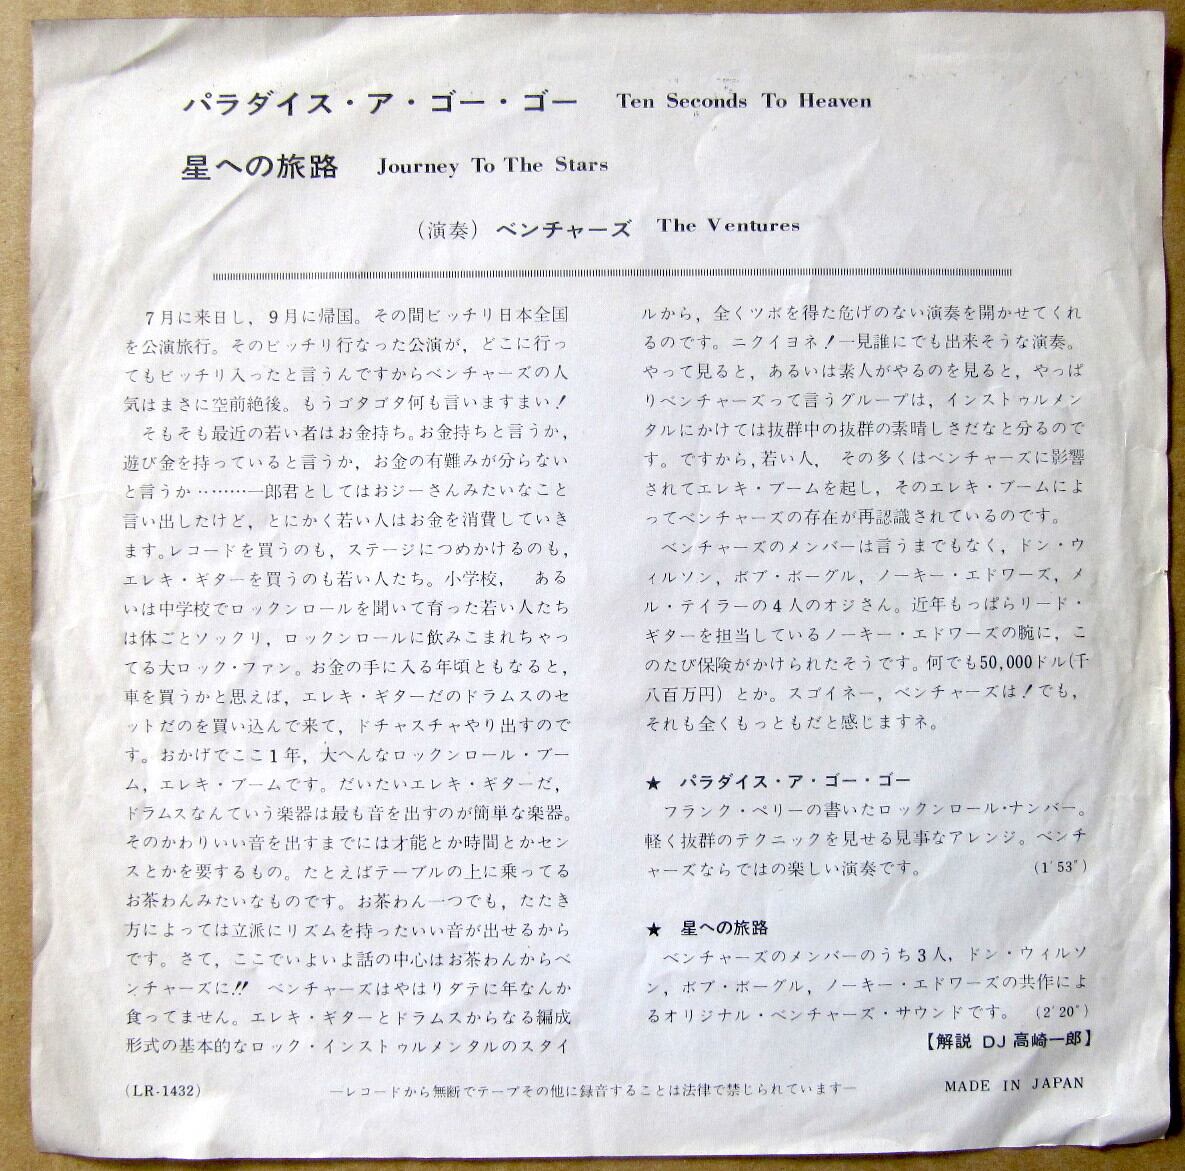 パラダイス・ア・ゴー・ゴー Ten Seconds To Heaven
星への旅路 Journey To The Stars
(演奏) ベンチャーズ The Ventures
7月に来日し，9月に帰国。その間ビッチリ日本全国
を公演旅行。そのビッチリ行なった公演が，どこに行っ
てもビッチリ入ったと言うんですからベンチャーズの人
気はまさに空前絶後。もうゴタゴタ何も言いますまい！
そもそも最近の若い者はお金持ち。お金持ちと言うか，
遊び金を持っていると言うか，お金の有難みが分らない
と言うか………一郎君としてはおジーさんみたいなこと
言い出したけど，とにかく若い人はお金を消費していき
ます。レコードを買うのも，ステージにつめかけるのも，
エレキ・ギターを買うのも若い人たち。小学校， ある
いは中学校でロックンロールを聞いて育った若い人たち
は体ごとソックリ，ロックンロールに飲みこまれちゃっ
てる大ロック・ファン。お金の手に入る年頃ともなると，
車を買うかと思えば，エレキ・ギターだのドラムスのセ
ットだのを買い込んで来て，ドチャスチャやり出すので
す。おかげでここ1年，大へんなロックンロール・ブー
ム，エレキ・ブームです。だいたいエレキ・ギターだ，
ドラムスなんていう楽器は最も音を出すのが簡単な楽器。
そのかわりいい音を出すまでには才能とか時間とかセン
スとかを要するもの。たとえばテーブルの上に乗ってる
お茶わんみたいなものです。お茶わん一つでも，たたき
方によっては立派にリズムを持ったいい音が出せるから
です。さて，ここでいよいよ話の中心はお茶わんからベ
ンチャーズに!! ベンチャーズはやはりダテに年なんか
食ってません。エレキ・ギターとドラムスからなる編成
形式の基本的なロック・インストゥルメンタルのスタイ
ルから，全くツボを得た危げのない演奏を開かせてくれ
るのです。ニクイヨネ！一見誰にでも出来そうな演奏。
やって見ると，あるいは素人がやるのを見ると，やっぱ
りベンチャーズって言うグループは，インストゥルメン
タルにかけては抜群中の抜群の素晴しさだなと分るので
す。ですから，若い人， その多くはベンチャーズに影響
されてエレキ・ブームを起し，そのエレキ・ブームによ
ってベンチャーズの存在が再認識されているのです。
ベンチャーズのメンバーは言うまでもなく，ドン・ウ
ィルソン，ボブ・ボーグル，ノーキー・エドワーズ，メ
ル・テイラーの4人のオジさん。近年もっぱらリード・
ギターを担当しているノーキー・エドワーズの腕に，こ
のたび保険がかけられたそうです。何でも50,000ドル(千
八百万円）とか。スゴイネー，ベンチャーズは！でも，
それも全くもっともだと感じますネ。
★ パラダイス・ア・ゴー・ゴー
フランク・ペリーの書いたロックンロール・ナンバー。
軽く抜群のテクニックを見せる見事なアレンジ。ベンチ
ャーズならではの楽しい演奏です。 (1′53″)
★ 星への旅路
ベンチャーズのメンバーのうち3人，ドン・ウィルソ
ン，ボブ・ボーグル，ノーキー・エドワーズの共作によ
るオリジナル・ベンチャーズ・サウンドです。 (2′20″)
【解説 DJ 高崎一郎】
(LR-1432) ―レコードから無断でテープその他に録音することは法律で禁じられています― MADE IN JAPAN